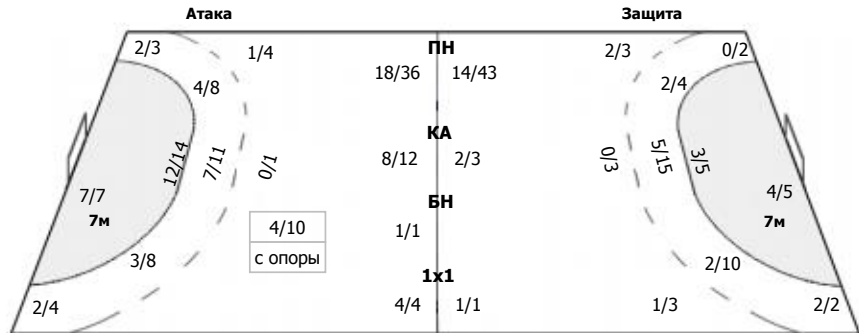 Атака Защита
2/3 1/4 ПН 2/3 0/2
18/36 14/43
4/8 2/4
12/14 7/11 0/1 КА 0/3 5/15 3/5
8/12 2/3
7/7 4/5
7м БН 7м
4/10 1/1
с опоры
3/8 2/10
1x1
2/4 4/4 1/1 1/3 2/2